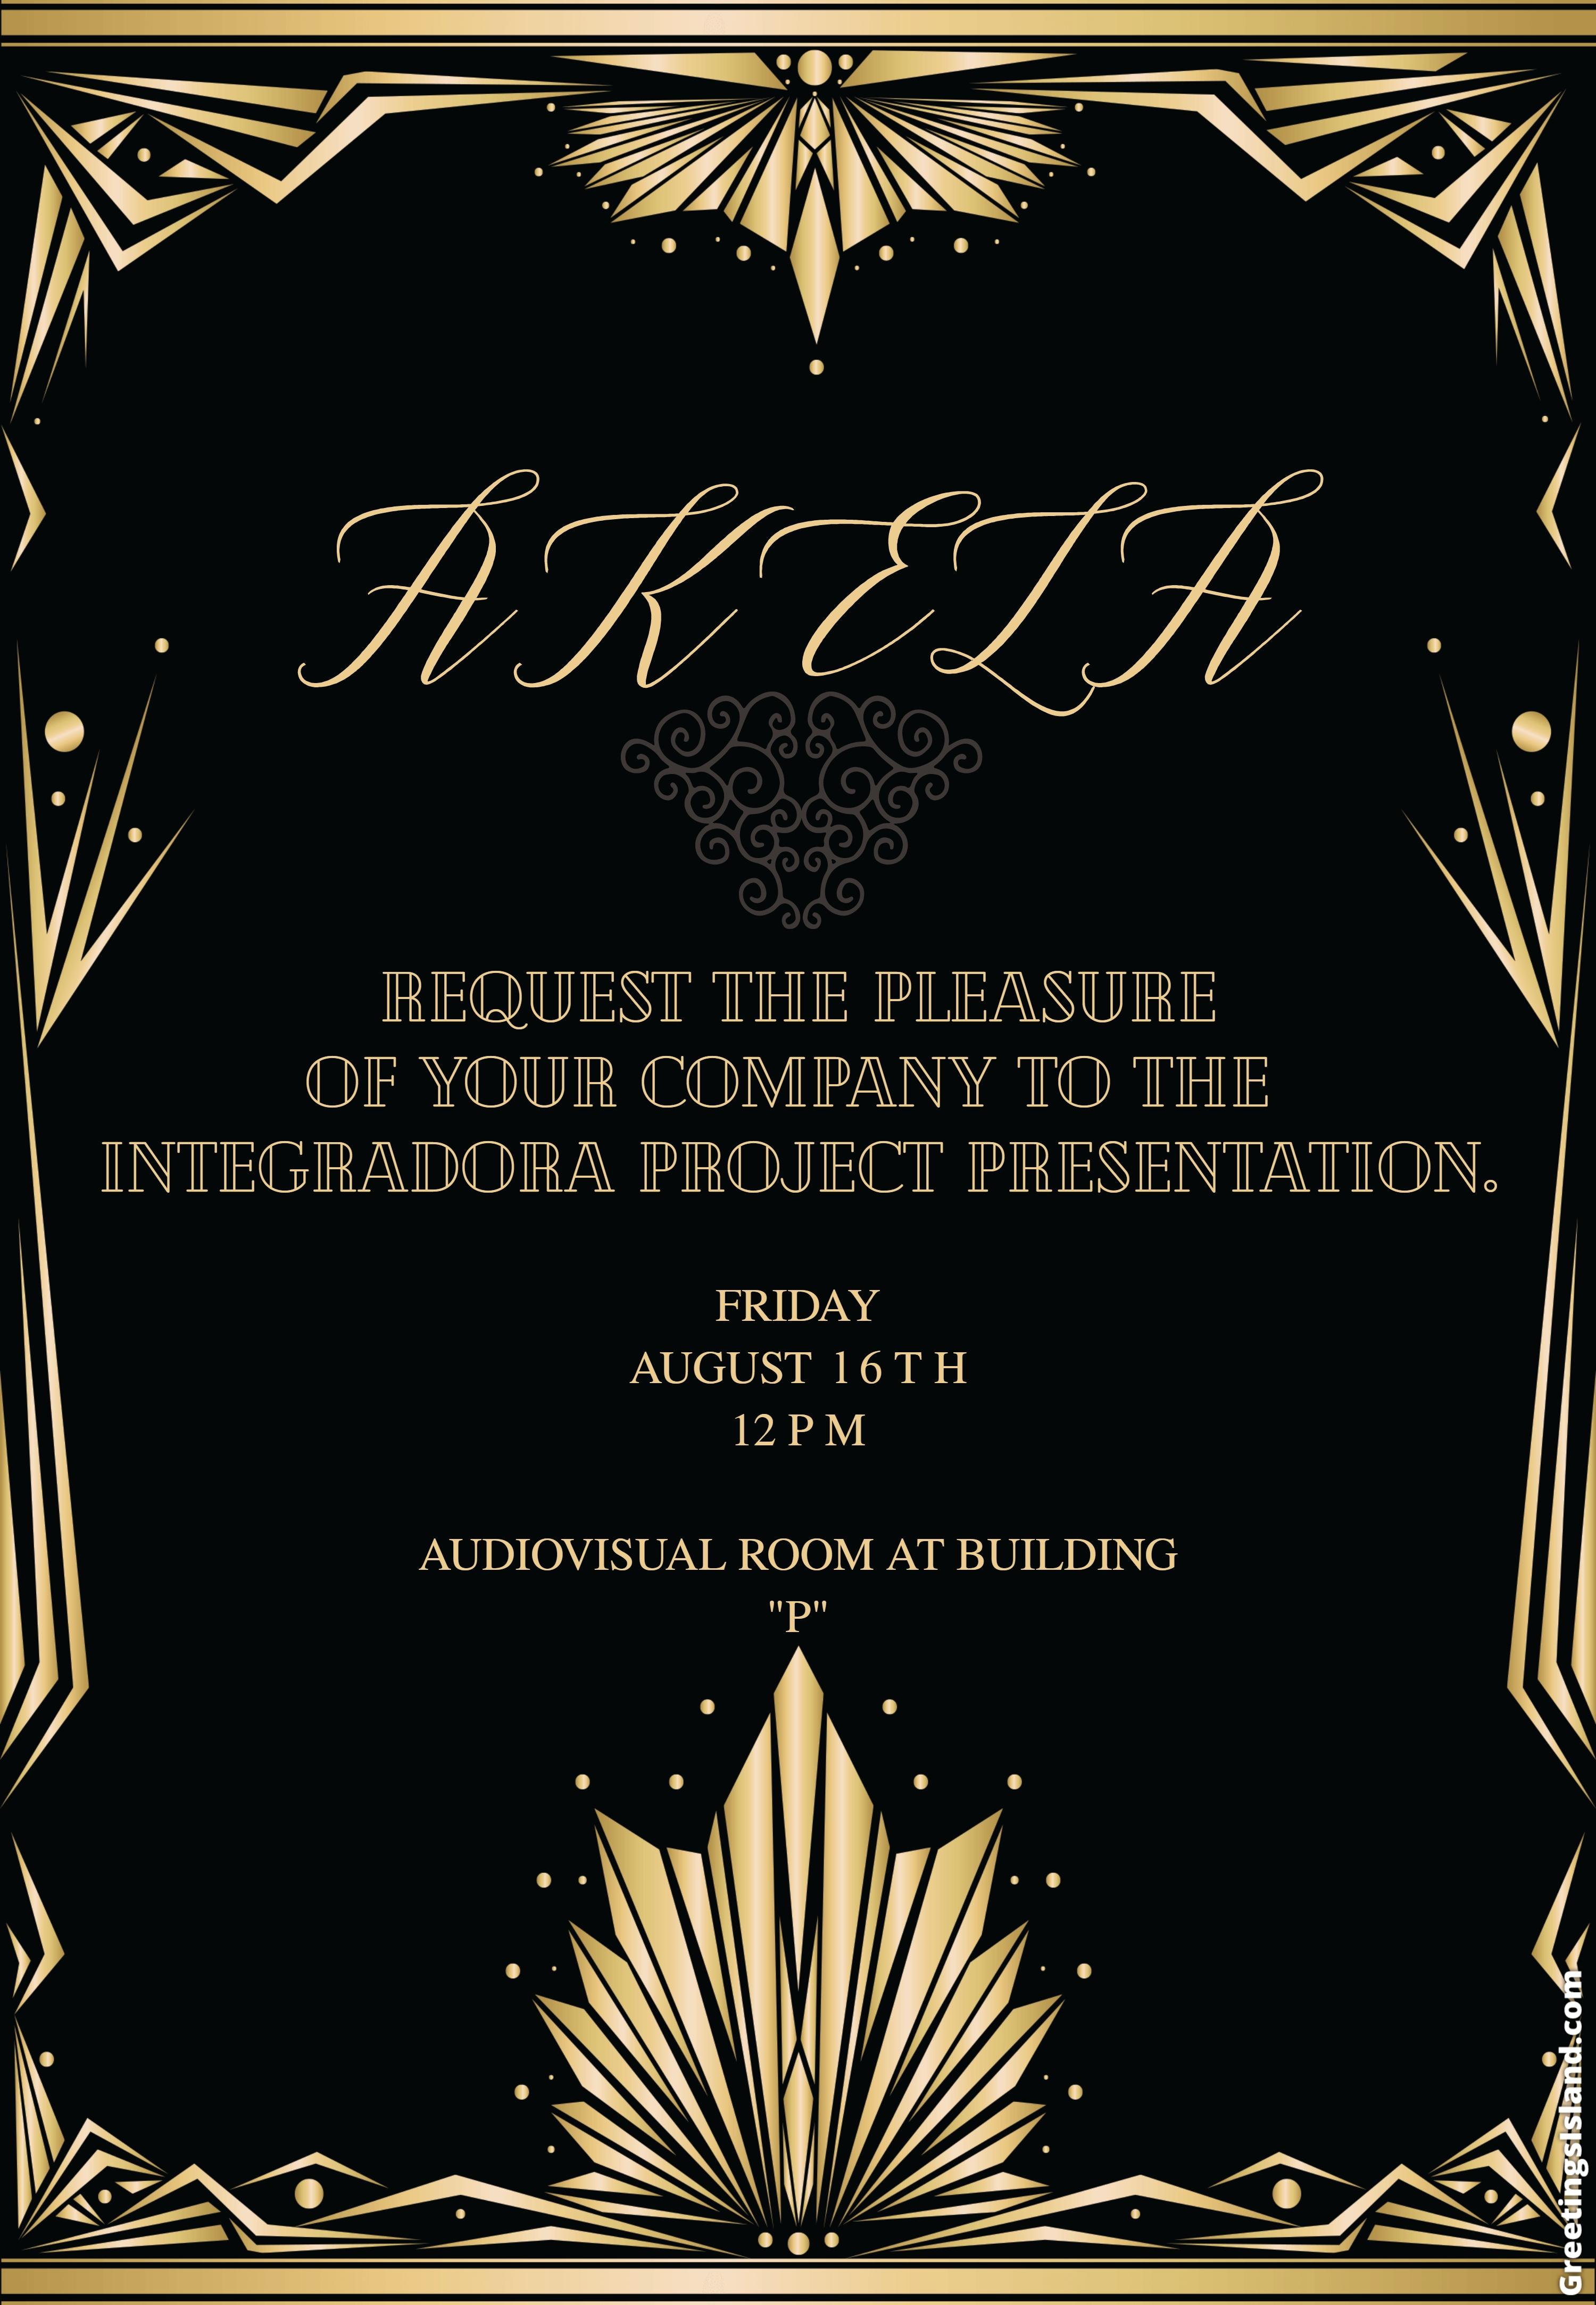 AKELA
REQUEST THE PLEASURE
OF YOUR COMPANY TO THE
INTEGRADORA PROJECT PRESENTATION.
FRIDAY
AUGUST 16TH
12 PM
AUDIOVISUAL ROOM AT BUILDING
"P"
GreetingsIsland.com